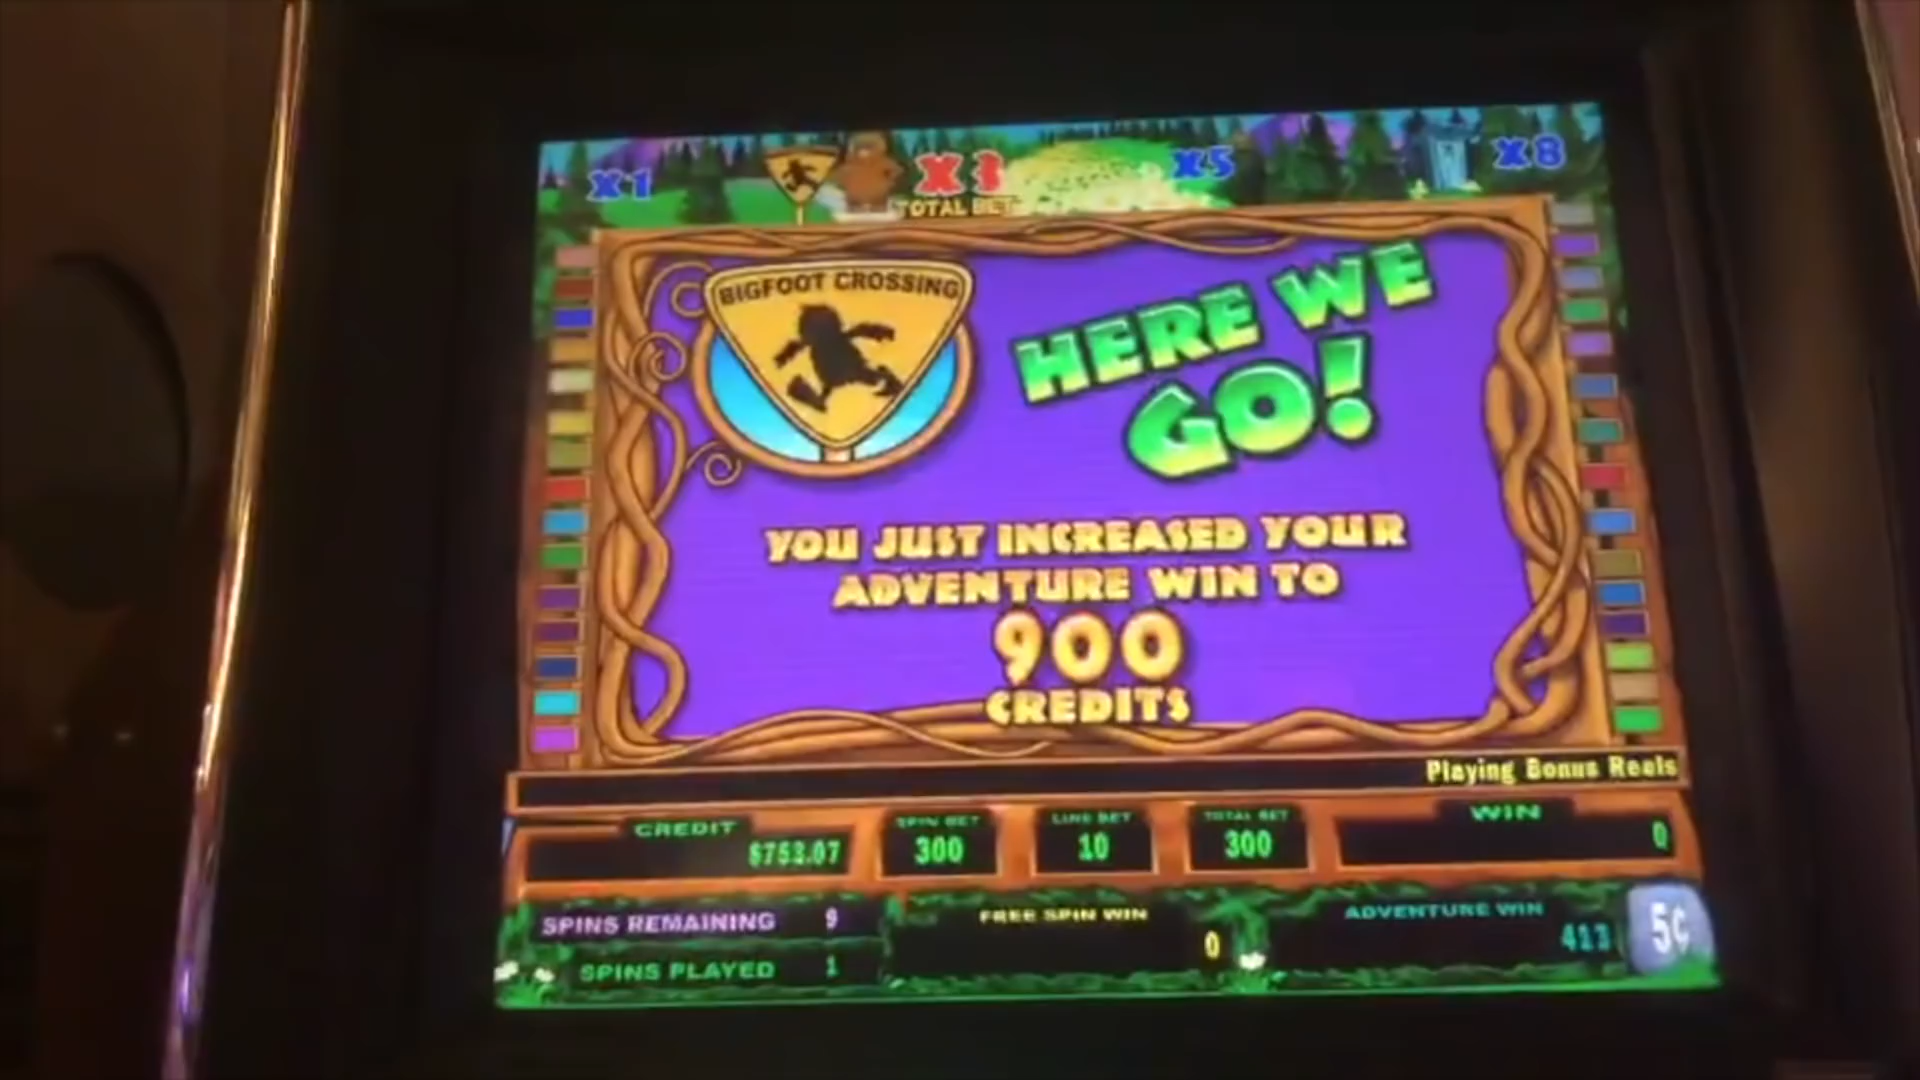 x1
x3
x5
x8
TOTAL BET
BIGFOOT CROSSING
HERE WE
GO!
YOU JUST INCREASED YOUR
ADVENTURE WIN TO
900
CREDITS
Playing Bonus Reels
CREDIT
SPIN BET
LINE BET
TOTAL BET
WIN
$753.07
300
10
300
0
SPINS REMAINING 9
FREE SPIN WIN
ADVENTURE WIN
0
413
5¢
SPINS PLAYED 1